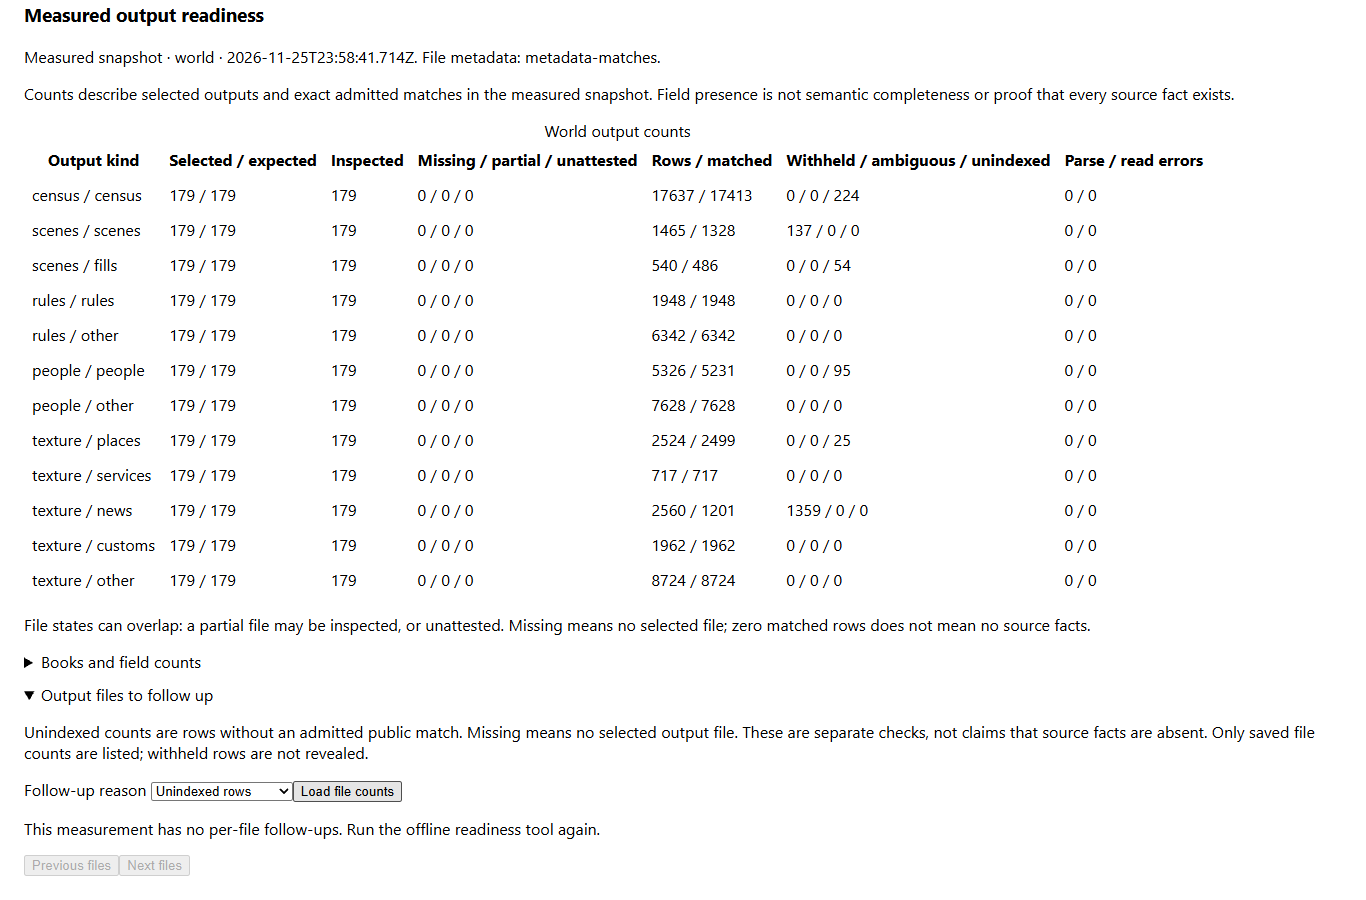 Measured output readiness
Measured snapshot · world · 2026-11-25T23:58:41.714Z. File metadata: metadata-matches.
Counts describe selected outputs and exact admitted matches in the measured snapshot. Field presence is not semantic completeness or proof that every source fact exists.
World output counts
Output kind Selected / expected Inspected Missing / partial / unattested Rows / matched Withheld / ambiguous / unindexed Parse / read errors
census / census 179 / 179 179 0 / 0 / 0 17637 / 17413 0 / 0 / 224 0 / 0
scenes / scenes 179 / 179 179 0 / 0 / 0 1465 / 1328 137 / 0 / 0 0 / 0
scenes / fills 179 / 179 179 0 / 0 / 0 540 / 486 0 / 0 / 54 0 / 0
rules / rules 179 / 179 179 0 / 0 / 0 1948 / 1948 0 / 0 / 0 0 / 0
rules / other 179 / 179 179 0 / 0 / 0 6342 / 6342 0 / 0 / 0 0 / 0
people / people 179 / 179 179 0 / 0 / 0 5326 / 5231 0 / 0 / 95 0 / 0
people / other 179 / 179 179 0 / 0 / 0 7628 / 7628 0 / 0 / 0 0 / 0
texture / places 179 / 179 179 0 / 0 / 0 2524 / 2499 0 / 0 / 25 0 / 0
texture / services 179 / 179 179 0 / 0 / 0 717 / 717 0 / 0 / 0 0 / 0
texture / news 179 / 179 179 0 / 0 / 0 2560 / 1201 1359 / 0 / 0 0 / 0
texture / customs 179 / 179 179 0 / 0 / 0 1962 / 1962 0 / 0 / 0 0 / 0
texture / other 179 / 179 179 0 / 0 / 0 8724 / 8724 0 / 0 / 0 0 / 0
File states can overlap: a partial file may be inspected, or unattested. Missing means no selected file; zero matched rows does not mean no source facts.
Books and field counts
Output files to follow up
Unindexed counts are rows without an admitted public match. Missing means no selected output file. These are separate checks, not claims that source facts are absent. Only saved file
counts are listed; withheld rows are not revealed.
Follow-up reason Unindexed rows Load file counts
This measurement has no per-file follow-ups. Run the offline readiness tool again.
Previous files Next files